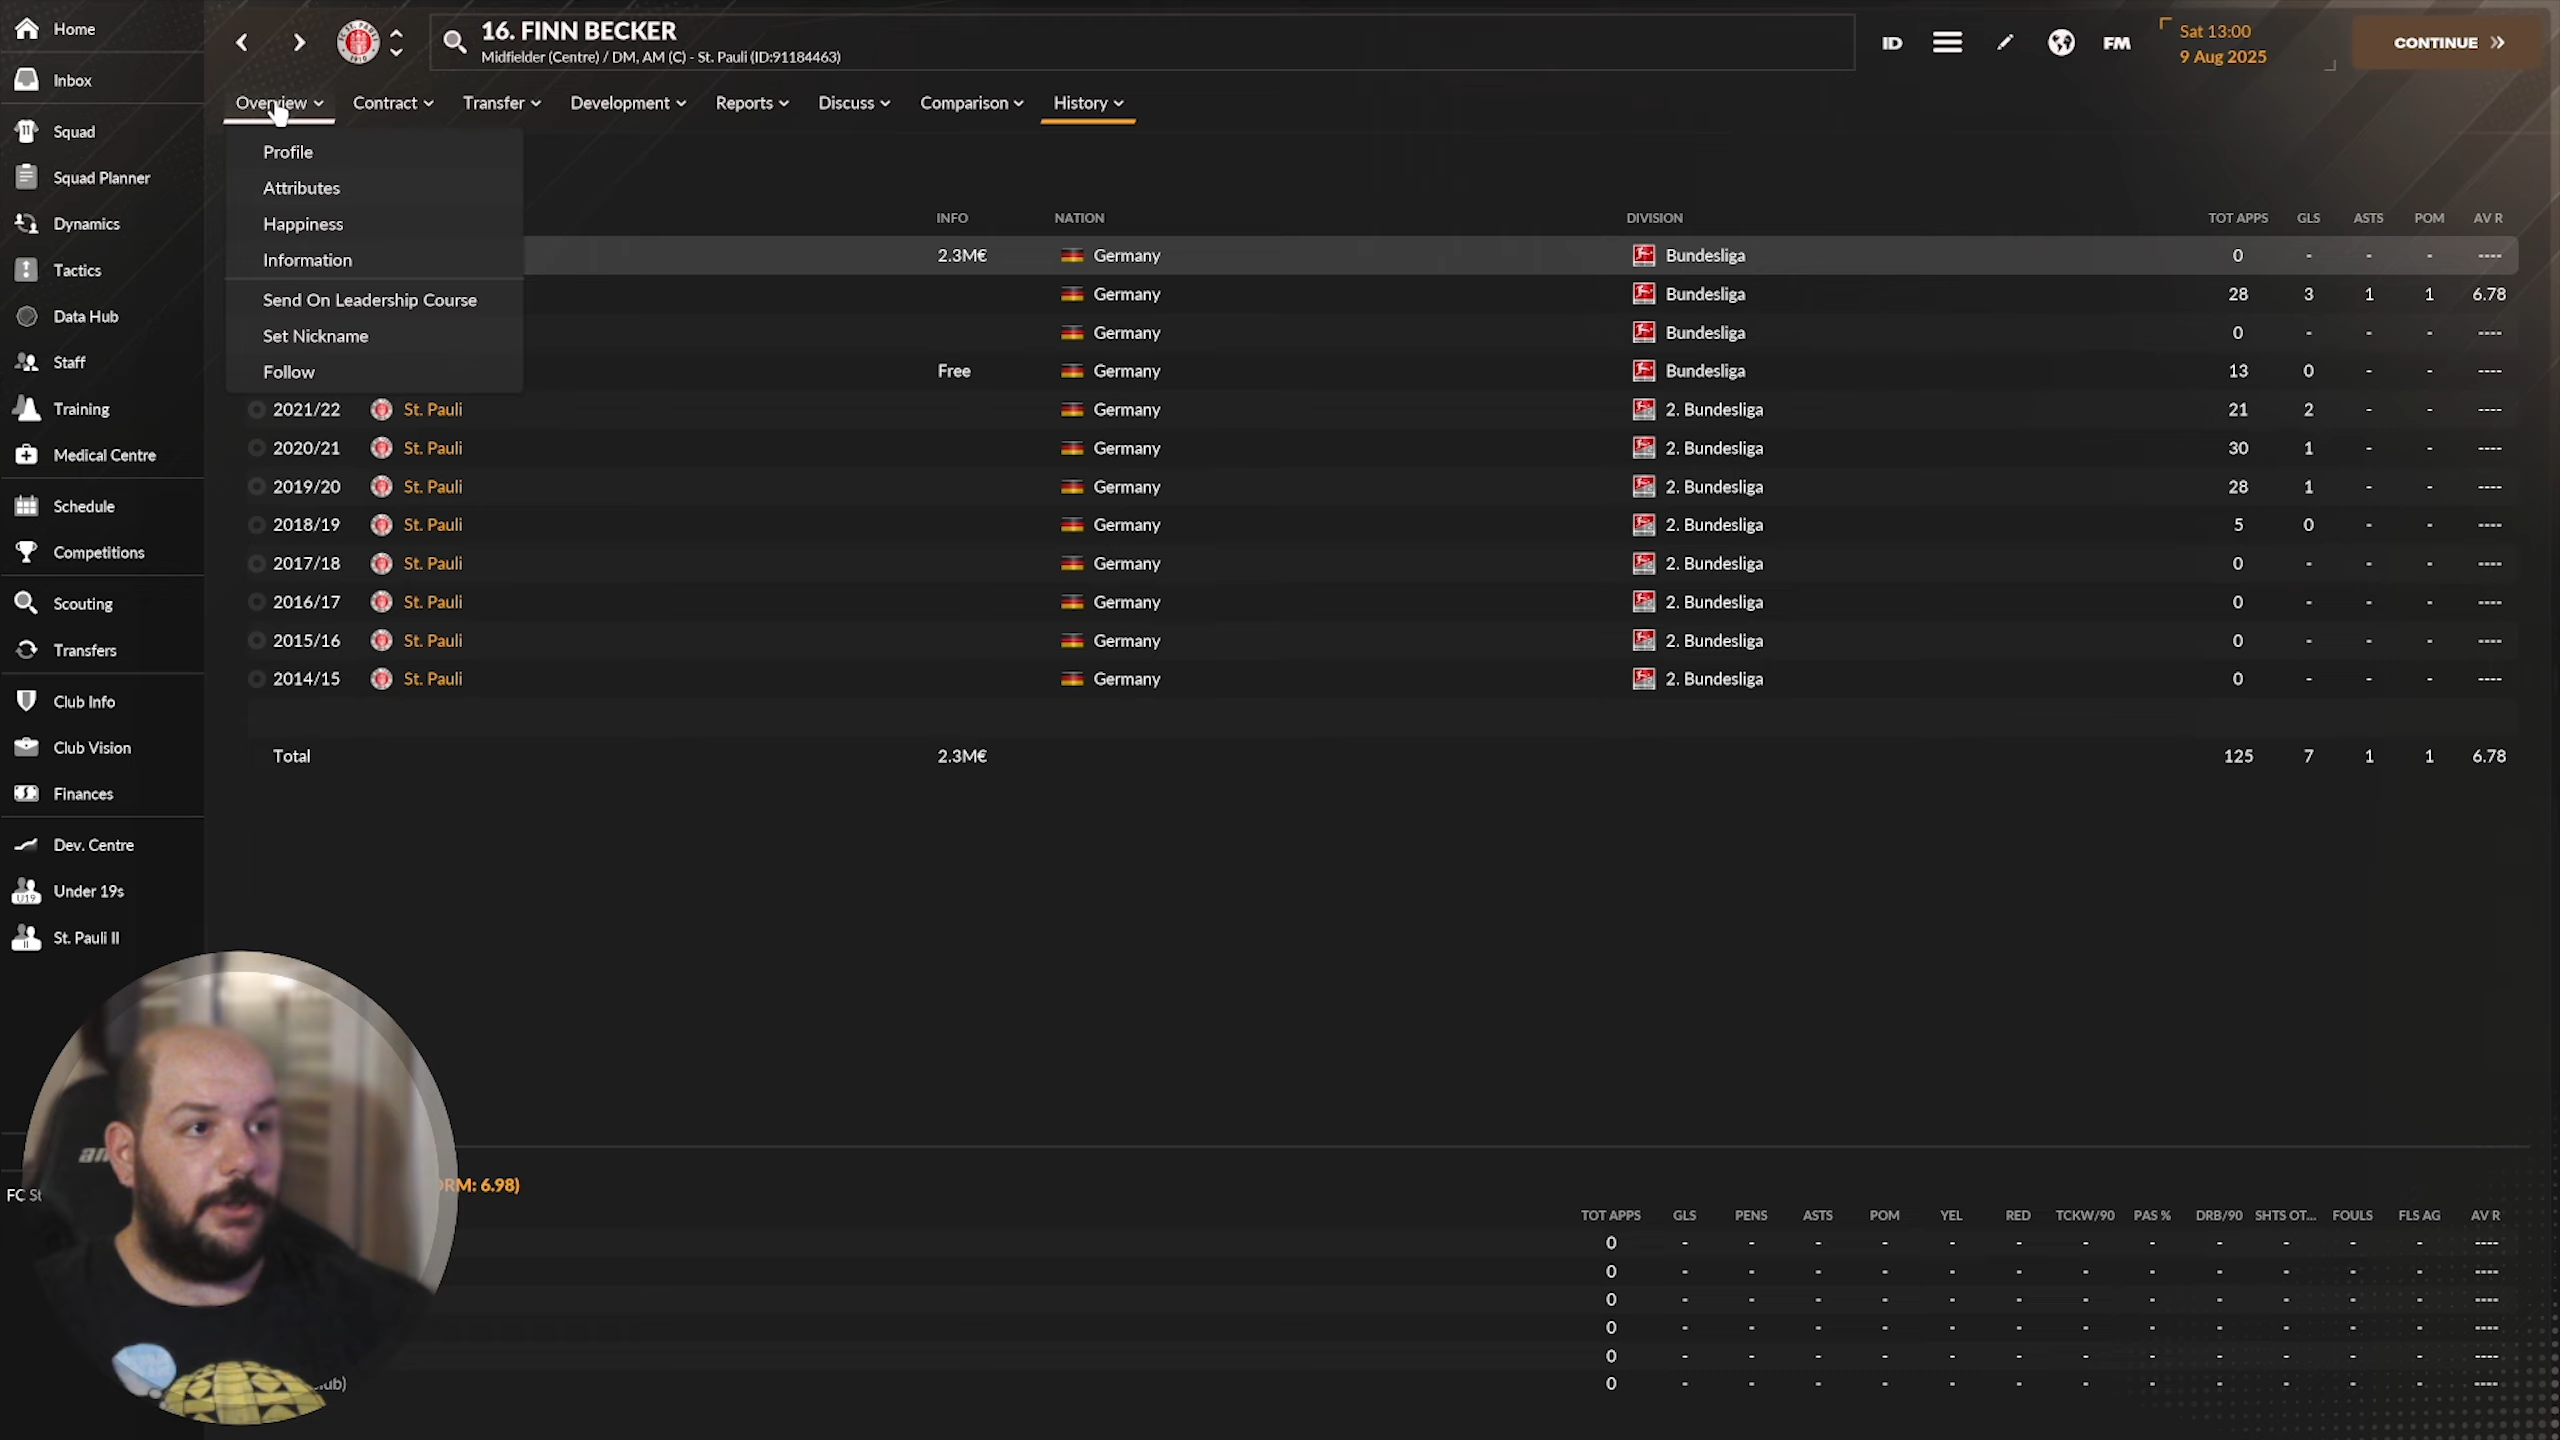 Home
Inbox
Squad
Squad Planner
Dynamics
Tactics
Data Hub
Staff
Training
Medical Centre
Schedule
Competitions
Scouting
Transfers
Club Info
Club Vision
Finances
Dev. Centre
Under 19s
St. Pauli II
16. FINN BECKER
Midfielder (Centre) / DM, AM (C) - St. Pauli (ID:91184463)
ID
FM
Sat 13:00
9 Aug 2025
CONTINUE
Overview Contract Transfer Development Reports Discuss Comparison History
Profile
Attributes
Happiness
Information
Send On Leadership Course
Set Nickname
Follow
INFO NATION DIVISION TOT APPS GLS ASTS POM AV R
2.3M€ Germany Bundesliga 0 - - - ----
Germany Bundesliga 28 3 1 1 6.78
Germany Bundesliga 0 - - - ----
Free Germany Bundesliga 13 0 - - ----
2021/22 St. Pauli Germany 2. Bundesliga 21 2 - - ----
2020/21 St. Pauli Germany 2. Bundesliga 30 1 - - ----
2019/20 St. Pauli Germany 2. Bundesliga 28 1 - - ----
2018/19 St. Pauli Germany 2. Bundesliga 5 0 - - ----
2017/18 St. Pauli Germany 2. Bundesliga 0 - - - ----
2016/17 St. Pauli Germany 2. Bundesliga 0 - - - ----
2015/16 St. Pauli Germany 2. Bundesliga 0 - - - ----
2014/15 St. Pauli Germany 2. Bundesliga 0 - - - ----
Total 2.3M€ 125 7 1 1 6.78
FC St
6.98)
TOT APPS GLS PENS ASTS POM YEL RED TCKW/90 PAS % DRB/90 SHTS OT... FOULS FLS AG AV R
0 - - - - - - - - - - - - ----
0 - - - - - - - - - - - - ----
0 - - - - - - - - - - - - ----
0 - - - - - - - - - - - - ----
0 - - - - - - - - - - - - ----
0 - - - - - - - - - - - - ----